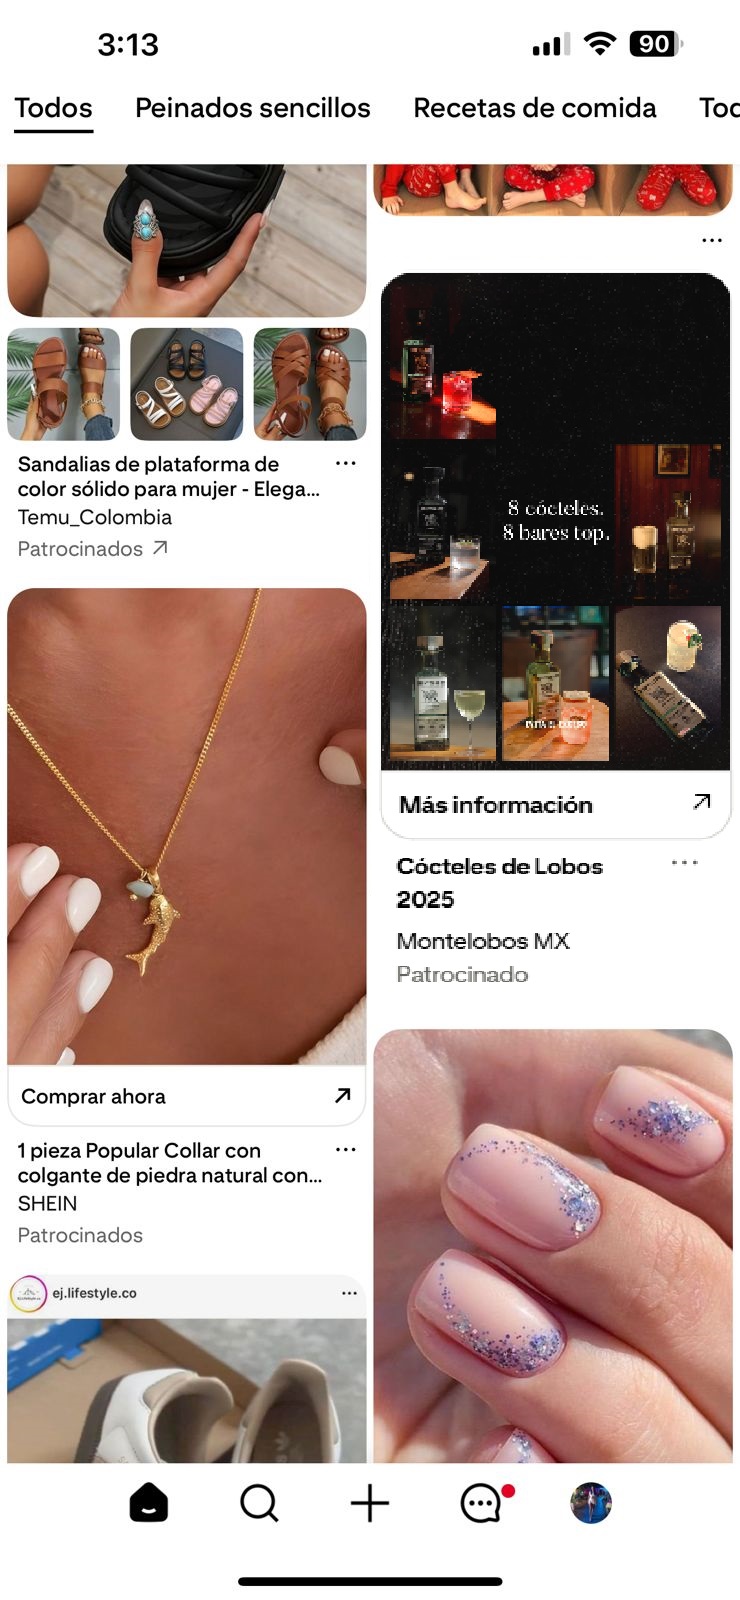 3:13
90
Todos
Peinados sencillos
Recetas de comida
Toc
Sandalias de plataforma de
color sólido para mujer - Elega...
Temu_Colombia
Patrocinados
8 cócteles.
8 bares top.
Más información
Cócteles de Lobos
2025
Montelobos MX
Patrocinado
Comprar ahora
1 pieza Popular Collar con
colgante de piedra natural con...
SHEIN
Patrocinados
ej.lifestyle.co